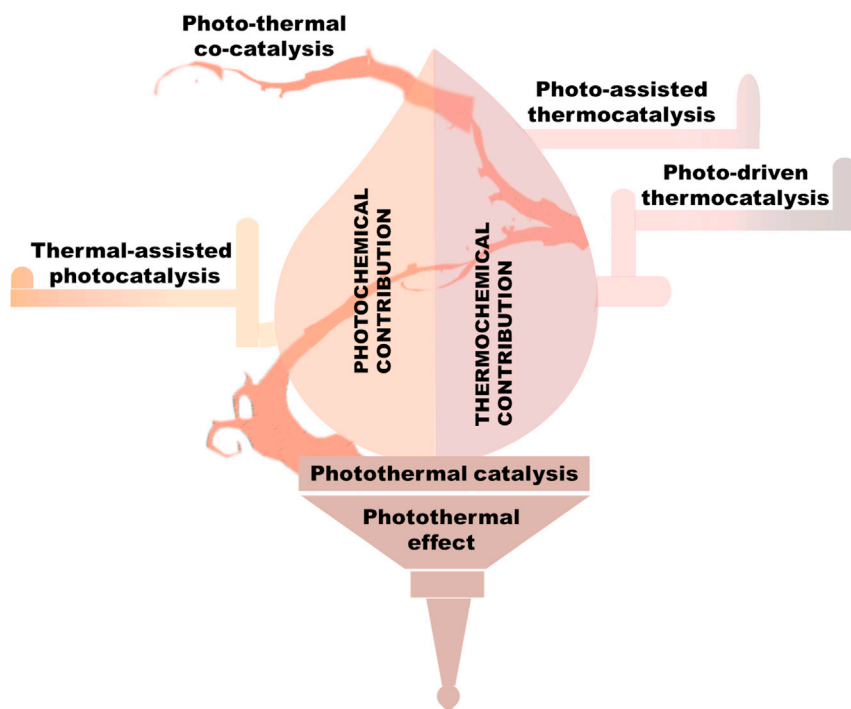 Photo-thermal
co-catalysis
Photo-assisted
thermocatalysis
Photo-driven
thermocatalysis
Thermal-assisted
photocatalysis
PHOTOCHEMICAL
CONTRIBUTION
THERMOCHEMICAL
CONTRIBUTION
Photothermal catalysis
Photothermal
effect